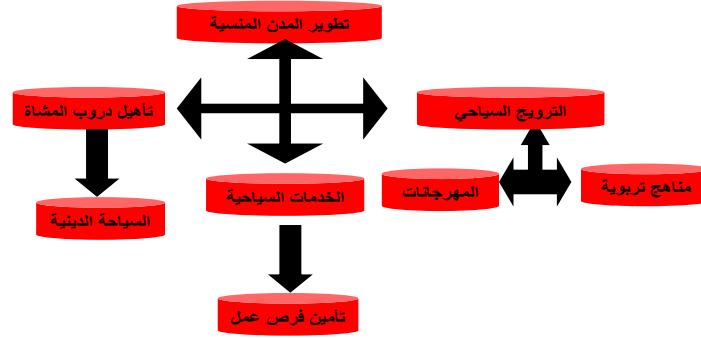 تطوير المدن المنسية
الترويج السياحي
تأهيل دروب المشاة
مناهج تربوية
المهرجانات
الخدمات السياحية
السياحة الدينية
تأمين فرص عمل